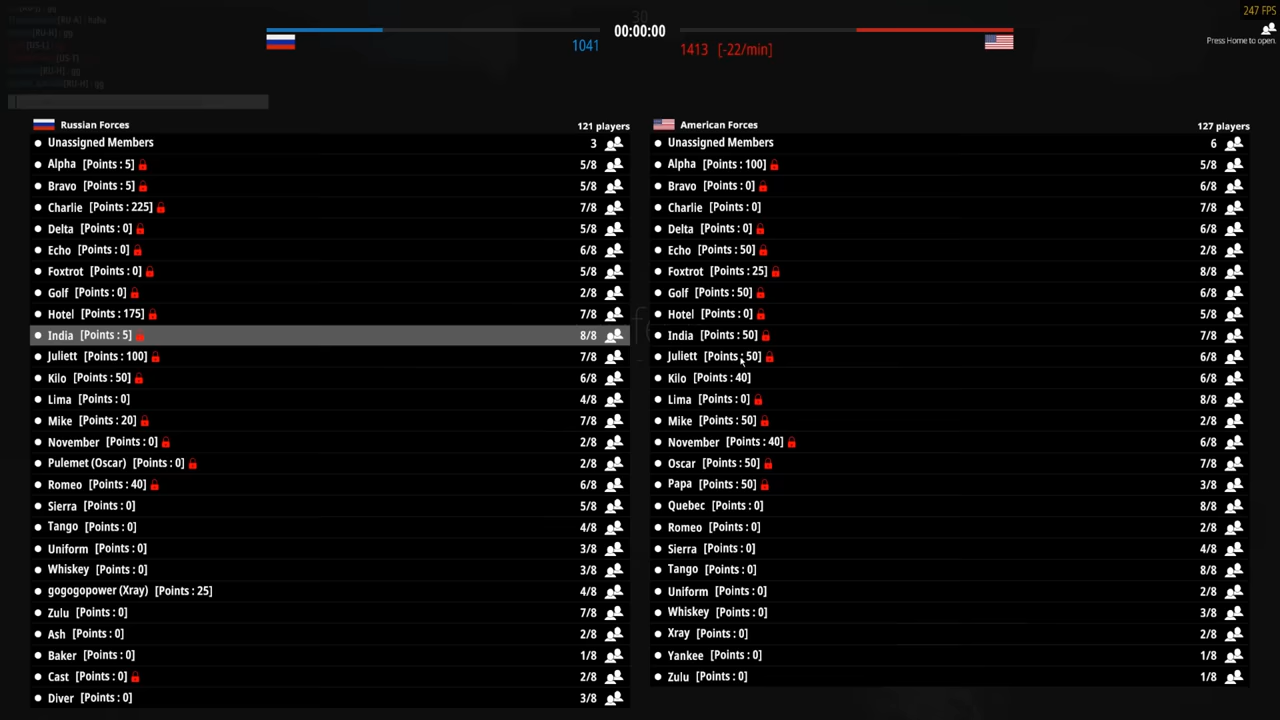 247 FPS
30
00:00:00
1041
1413 [-22/min]
Press Home to open
[RU-A] : hafka
[RU-H] : gg
[US-L]
[US-T]
[RU-H] : gg
[RU-H] : gg
Russian Forces 121 players
Unassigned Members 3
Alpha [Points : 5] 5/8
Bravo [Points : 5] 5/8
Charlie [Points : 225] 7/8
Delta [Points : 0] 5/8
Echo [Points : 0] 6/8
Foxtrot [Points : 0] 5/8
Golf [Points : 0] 2/8
Hotel [Points : 175] 7/8
India [Points : 5] 8/8
Juliett [Points : 100] 7/8
Kilo [Points : 50] 6/8
Lima [Points : 0] 4/8
Mike [Points : 20] 7/8
November [Points : 0] 2/8
Pulemet (Oscar) [Points : 0] 2/8
Romeo [Points : 40] 6/8
Sierra [Points : 0] 5/8
Tango [Points : 0] 4/8
Uniform [Points : 0] 3/8
Whiskey [Points : 0] 3/8
gogogopower (Xray) [Points : 25] 4/8
Zulu [Points : 0] 7/8
Ash [Points : 0] 2/8
Baker [Points : 0] 1/8
Cast [Points : 0] 2/8
Diver [Points : 0] 3/8
American Forces 127 players
Unassigned Members 6
Alpha [Points : 100] 5/8
Bravo [Points : 0] 6/8
Charlie [Points : 0] 7/8
Delta [Points : 0] 6/8
Echo [Points : 50] 2/8
Foxtrot [Points : 25] 8/8
Golf [Points : 50] 6/8
Hotel [Points : 0] 5/8
India [Points : 50] 7/8
Juliett [Points : 50] 6/8
Kilo [Points : 40] 6/8
Lima [Points : 0] 8/8
Mike [Points : 50] 2/8
November [Points : 40] 6/8
Oscar [Points : 50] 7/8
Papa [Points : 50] 3/8
Quebec [Points : 0] 8/8
Romeo [Points : 0] 2/8
Sierra [Points : 0] 4/8
Tango [Points : 0] 8/8
Uniform [Points : 0] 2/8
Whiskey [Points : 0] 3/8
Xray [Points : 0] 2/8
Yankee [Points : 0] 1/8
Zulu [Points : 0] 1/8